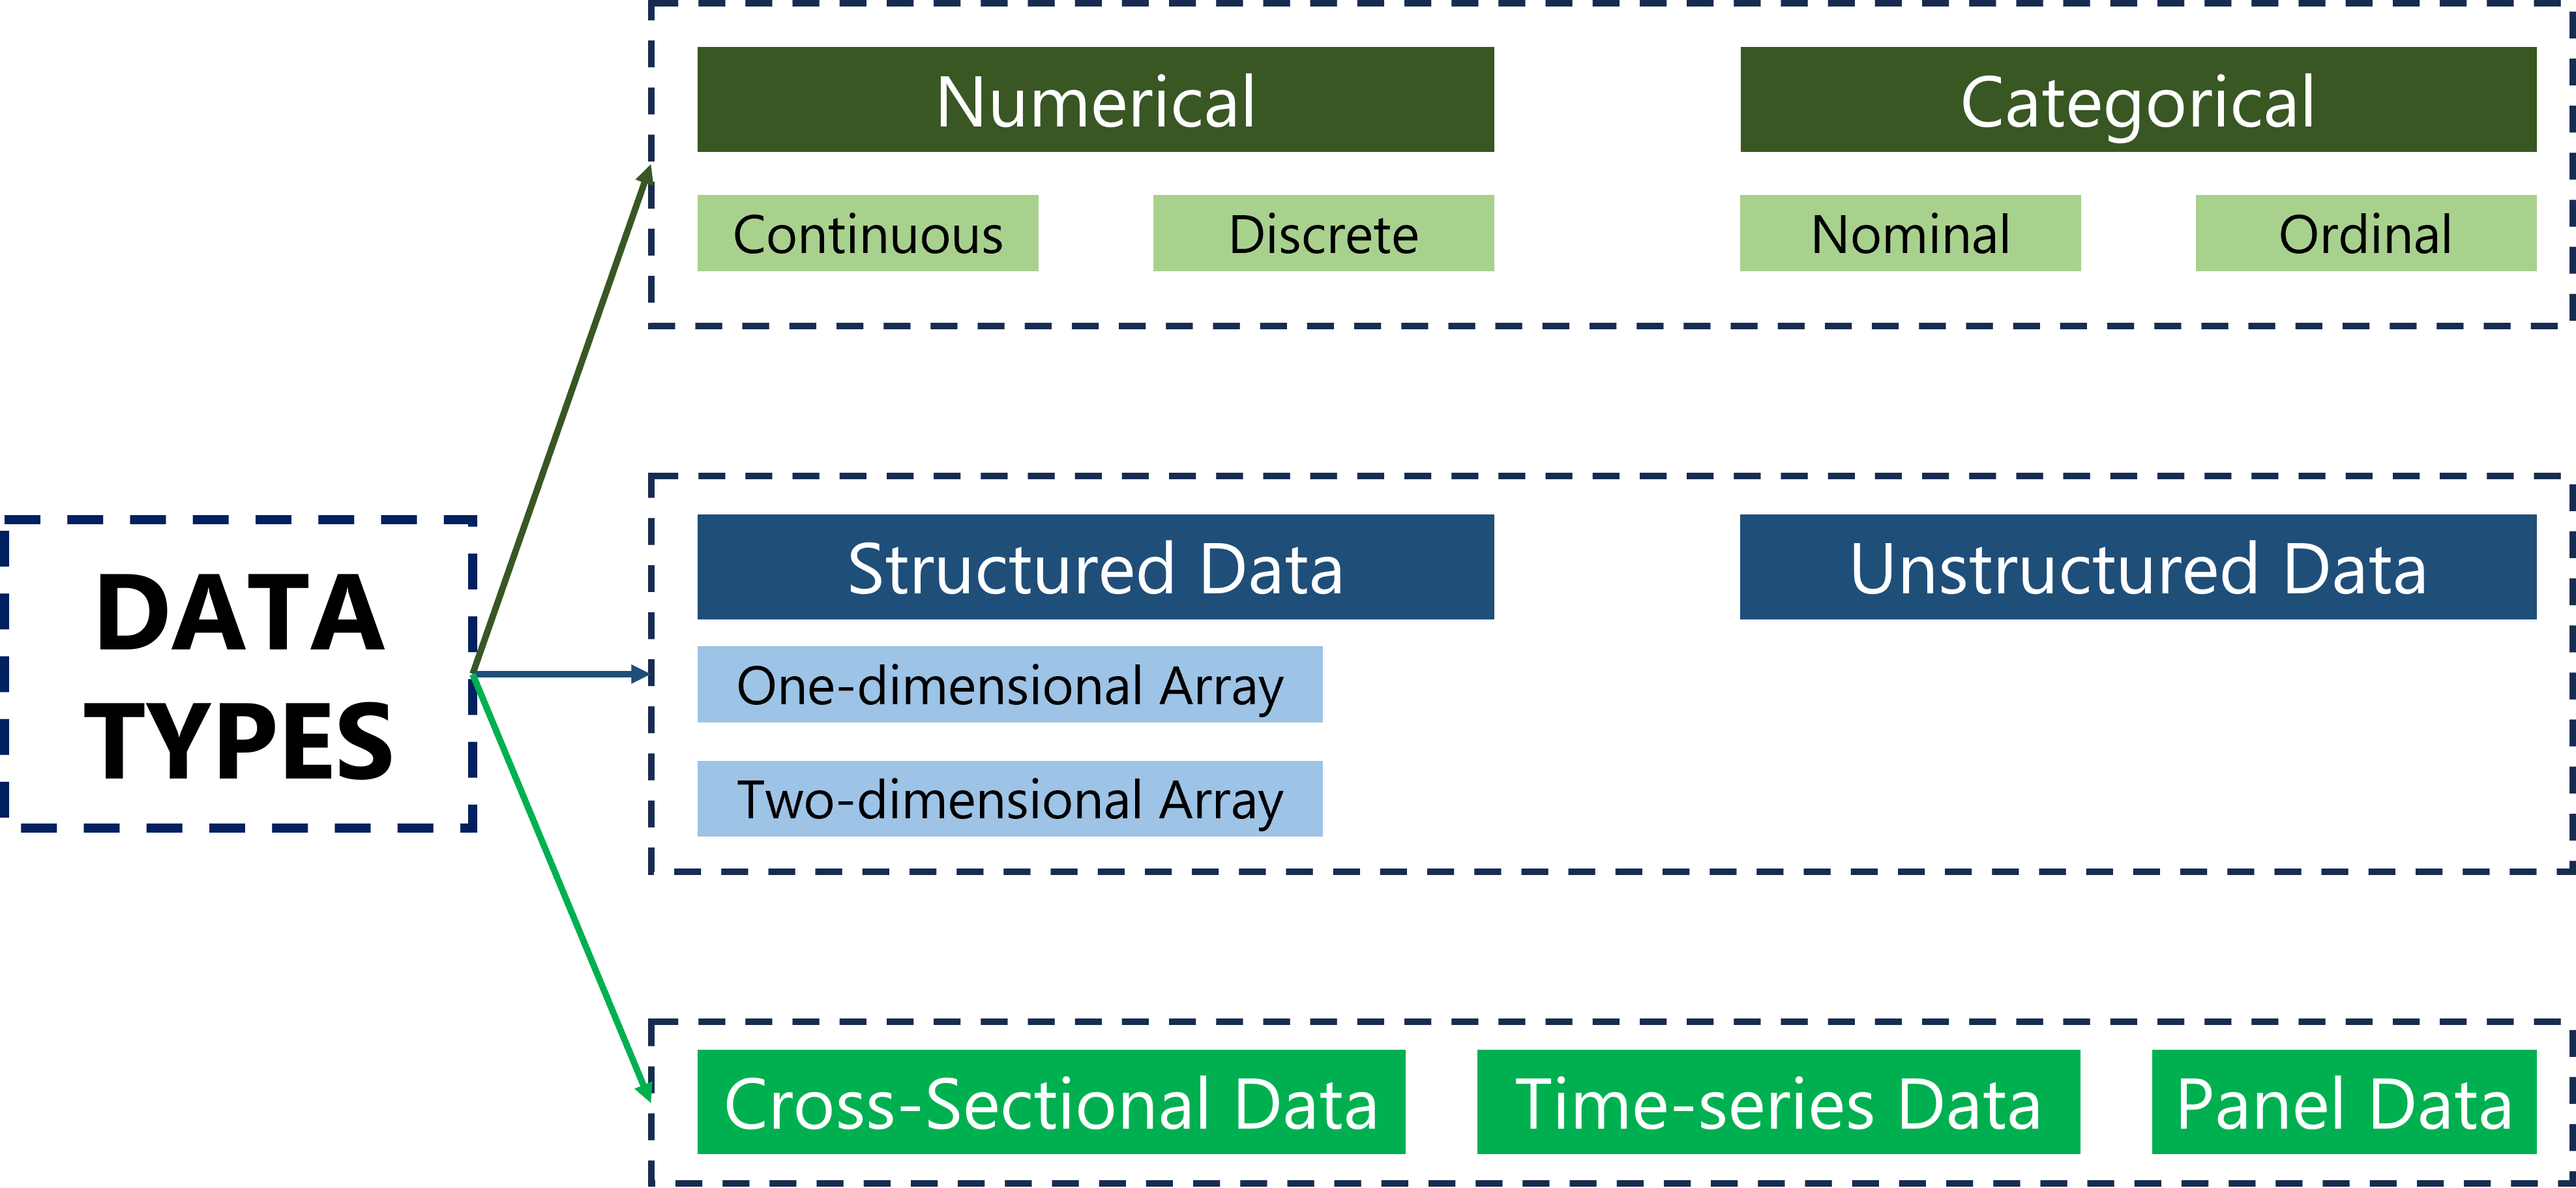 Numerical
Categorical
Continuous
Discrete
Nominal
Ordinal
DATA
TYPES
Structured Data
Unstructured Data
One-dimensional Array
Two-dimensional Array
Cross-Sectional Data
Time-series Data
Panel Data